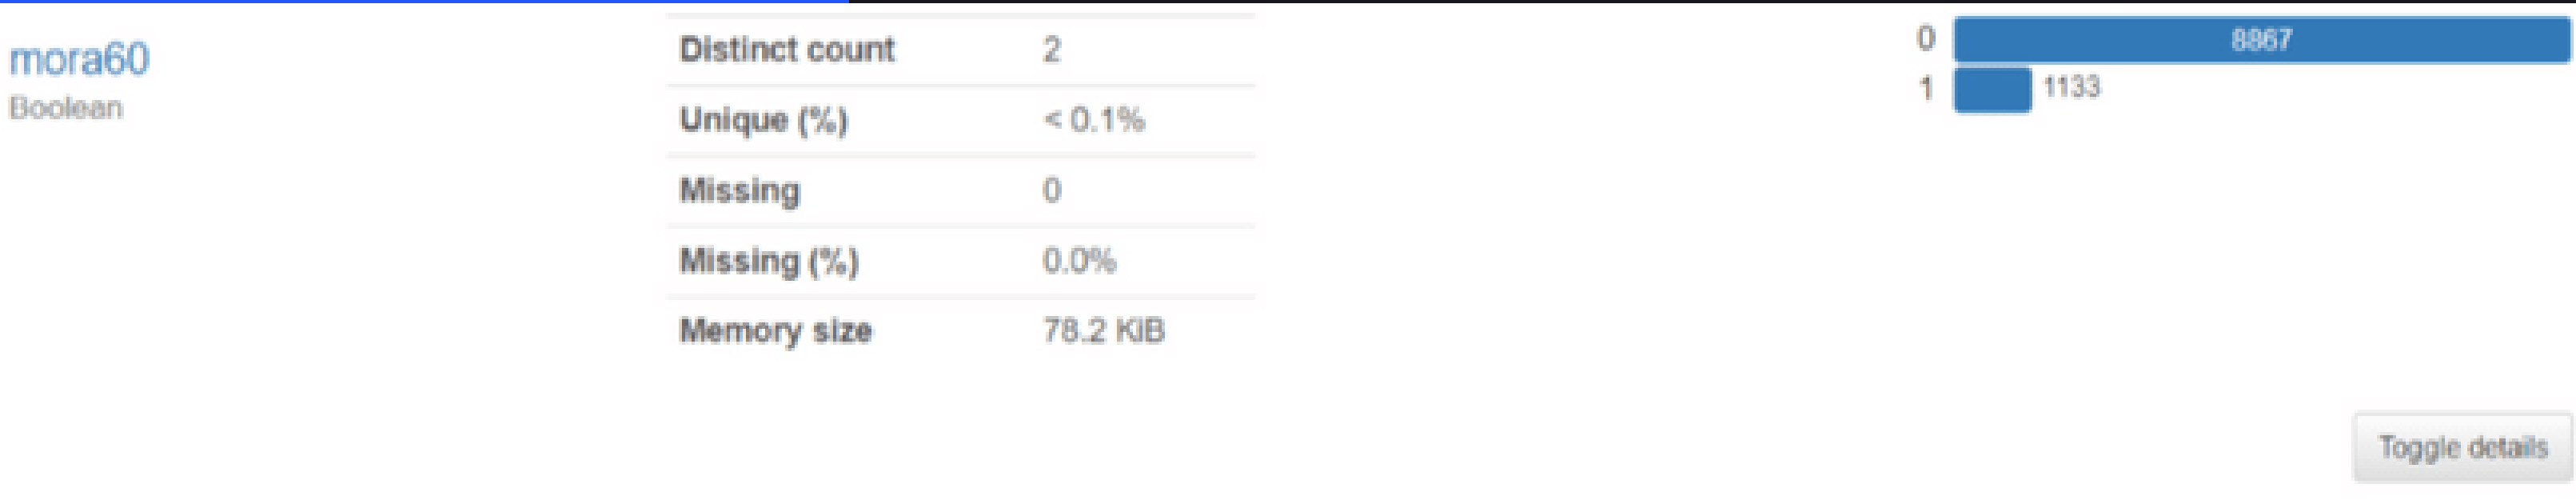 mora60
Boolean
Distinct count 2
Unique (%) < 0.1%
Missing 0
Missing (%) 0.0%
Memory size 78.2 KiB
0 8867
1 1133
Toggle details